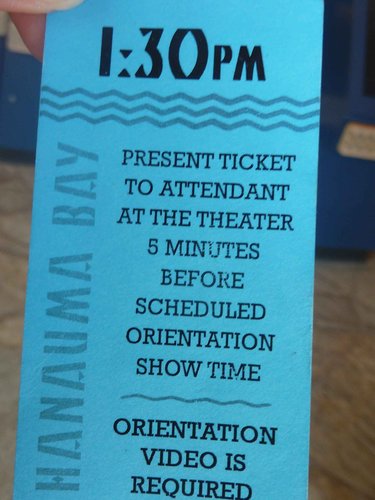 1:30PM
HANAUMA BAY
PRESENT TICKET
TO ATTENDANT
AT THE THEATER
5 MINUTES
BEFORE
SCHEDULED
ORIENTATION
SHOW TIME
ORIENTATION
VIDEO IS
REQUIRED